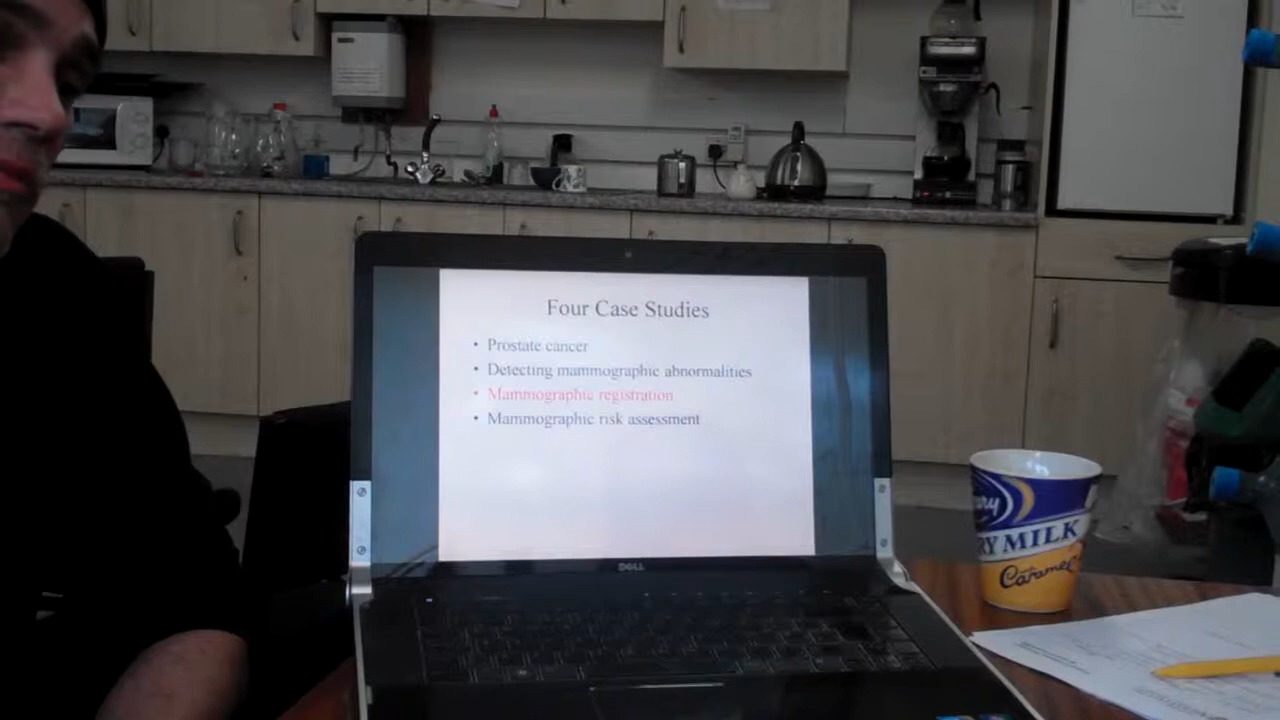 Four Case Studies
• Prostate cancer
• Detecting mammographic abnormalities
• Mammographic registration
• Mammographic risk assessment
DELL
MILK
Caramel